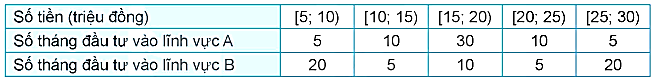 Số tiền (triệu đồng) [5; 10) [10; 15) [15; 20) [20; 25) [25; 30)
Số tháng đầu tư vào lĩnh vực A 5 10 30 10 5
Số tháng đầu tư vào lĩnh vực B 20 5 10 5 20